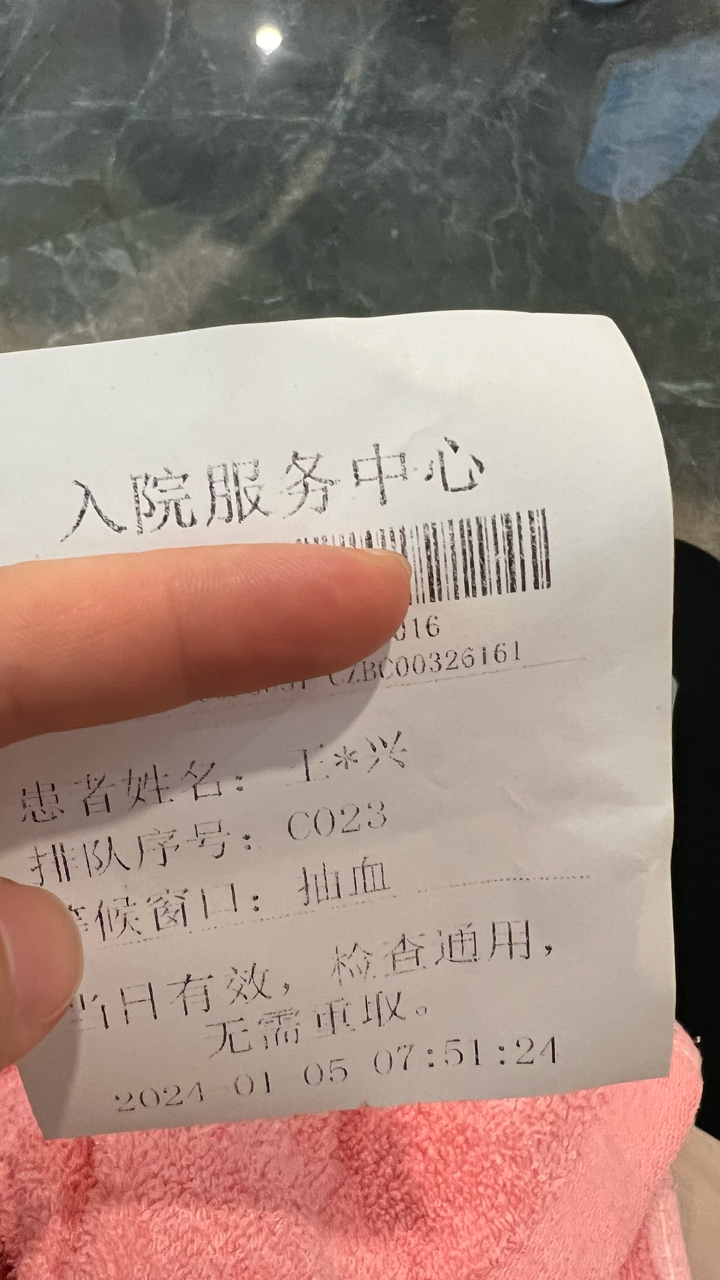 入院服务中心
016
CZBC00326161
患者姓名：王*兴
排队序号：C023
等候窗口：抽血
当日有效，检查通用，
无需重取。
2024-01-05 07:51:24